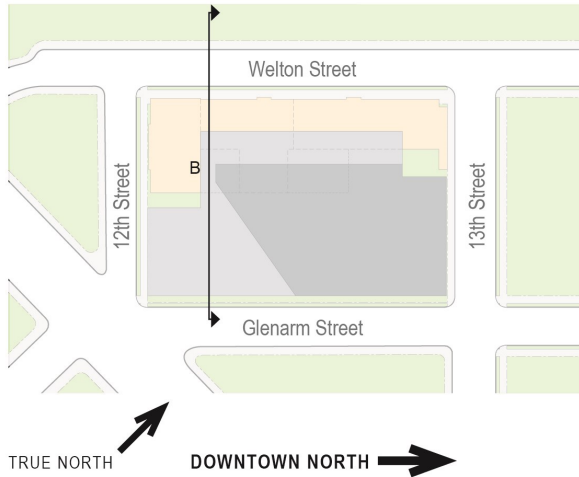 Welton Street
B
12th Street
13th Street
Glenarm Street
TRUE NORTH
DOWNTOWN NORTH